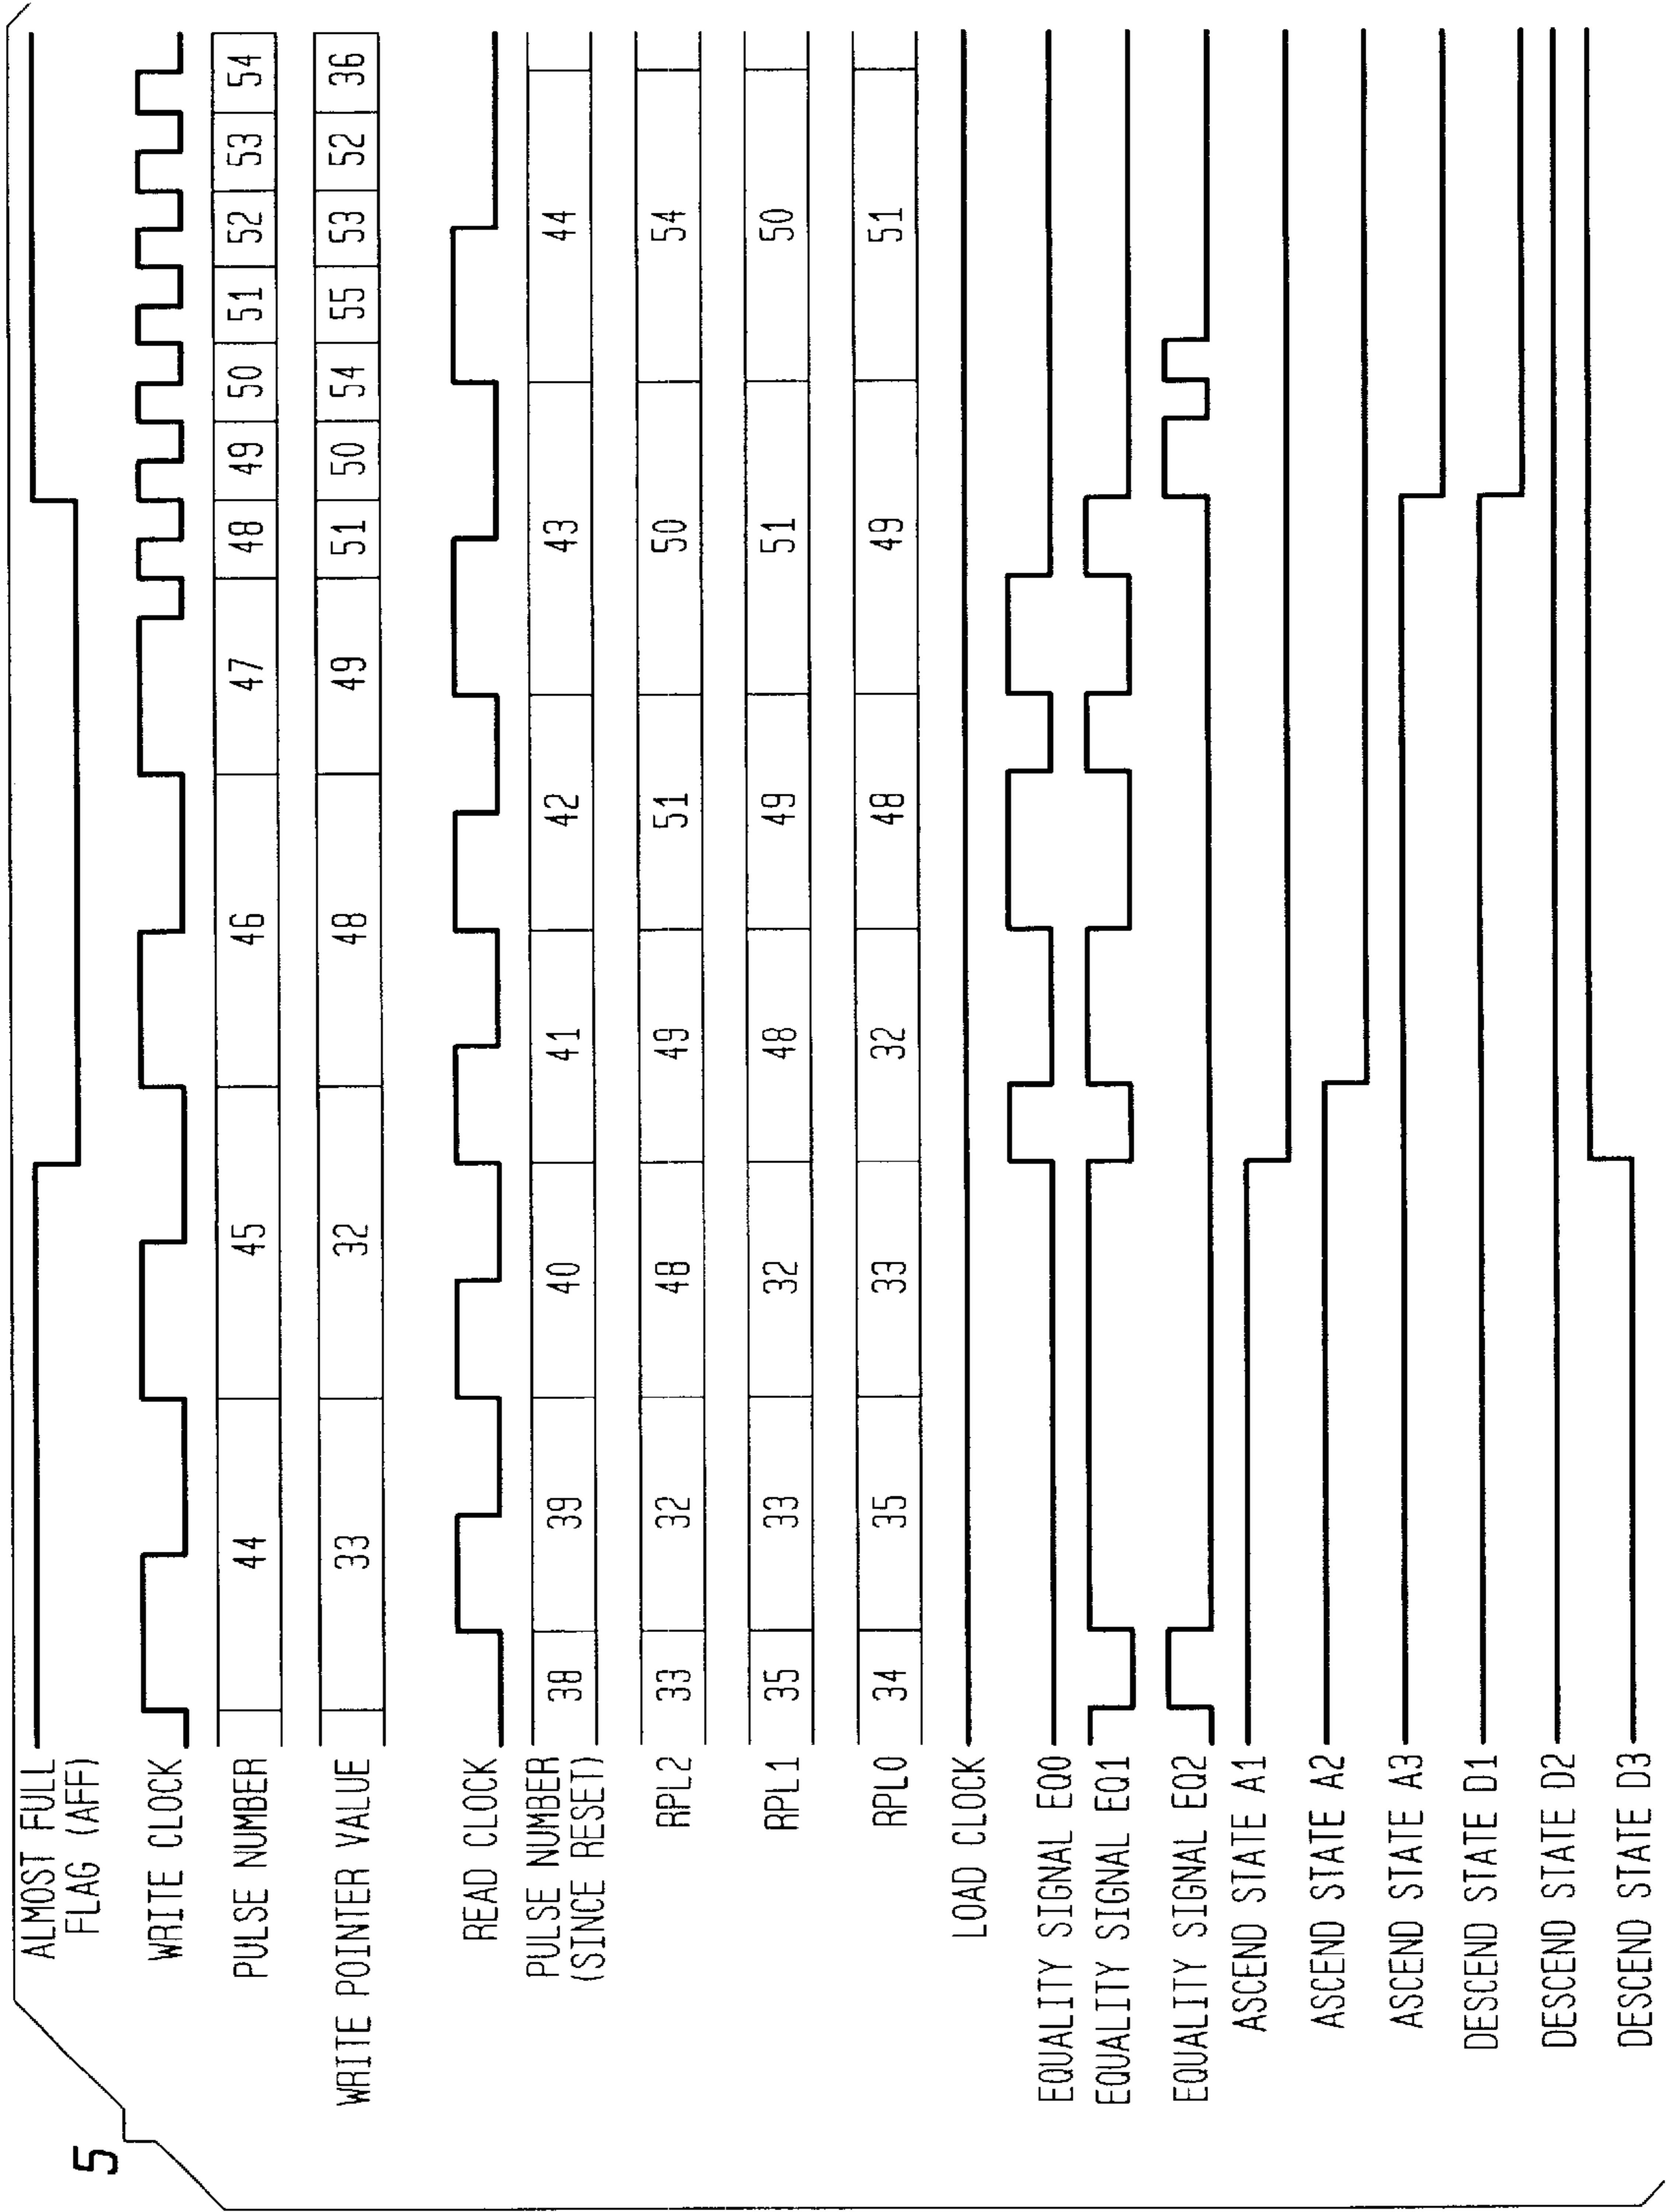 5
ALMOST FULL
FLAG (AFF)
WRITE CLOCK
PULSE NUMBER 44 45 46 47 48 49 50 51 52 53 54
WRITE POINTER VALUE 33 32 48 49 51 50 54 55 53 52 36
READ CLOCK
PULSE NUMBER
(SINCE RESET) 38 39 40 41 42 43 44
RPL2 33 32 48 49 51 50 54
RPL1 35 33 32 48 49 51 50
RPL0 34 35 33 32 48 49 51
LOAD CLOCK
EQUALITY SIGNAL EQ0
EQUALITY SIGNAL EQ1
EQUALITY SIGNAL EQ2
ASCEND STATE A1
ASCEND STATE A2
ASCEND STATE A3
DESCEND STATE D1
DESCEND STATE D2
DESCEND STATE D3